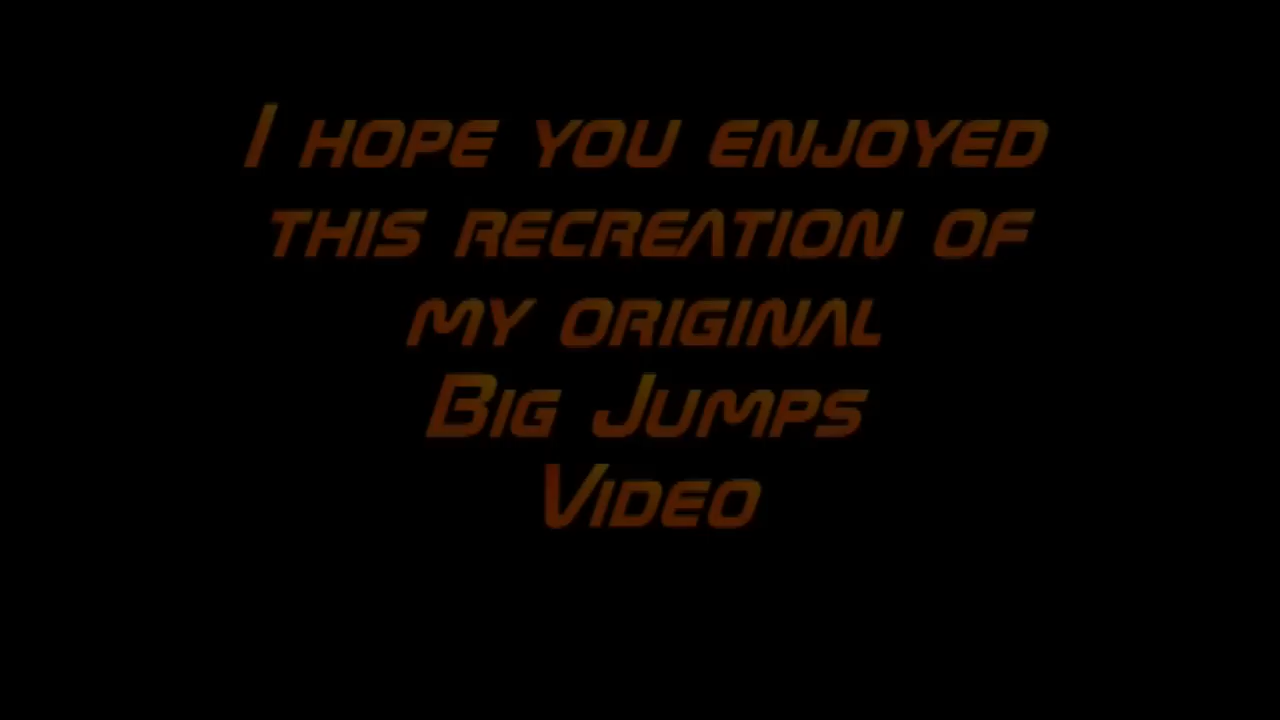 I hope you enjoyed
this recreation of
my original
Big Jumps
Video